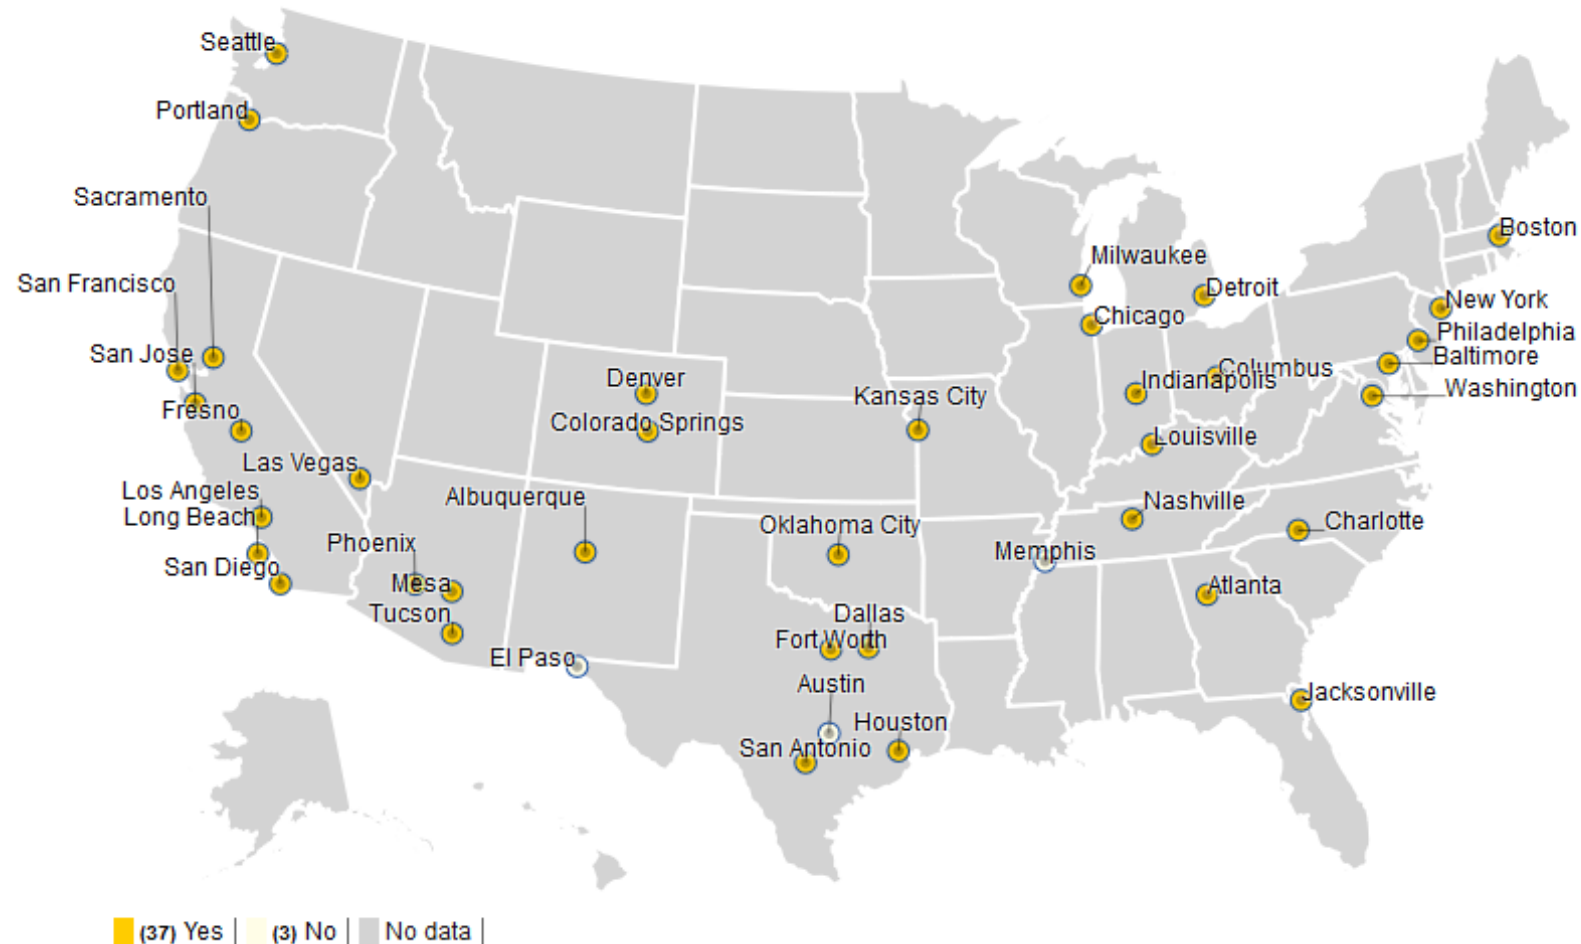 Seattle
Portland
Sacramento
Boston
Milwaukee
San Francisco
Detroit
New York
Chicago
Philadelphia
San Jose
Baltimore
Columbus
Denver
Indianapolis
Washington
Kansas City
Fresno
Colorado Springs
Louisville
Las Vegas
Los Angeles
Albuquerque
Nashville
Long Beach
Oklahoma City
Charlotte
Phoenix
Memphis
San Diego
Mesa
Atlanta
Tucson
Dallas
Fort Worth
El Paso
Austin
Jacksonville
Houston
San Antonio
(37) Yes | (3) No | No data |